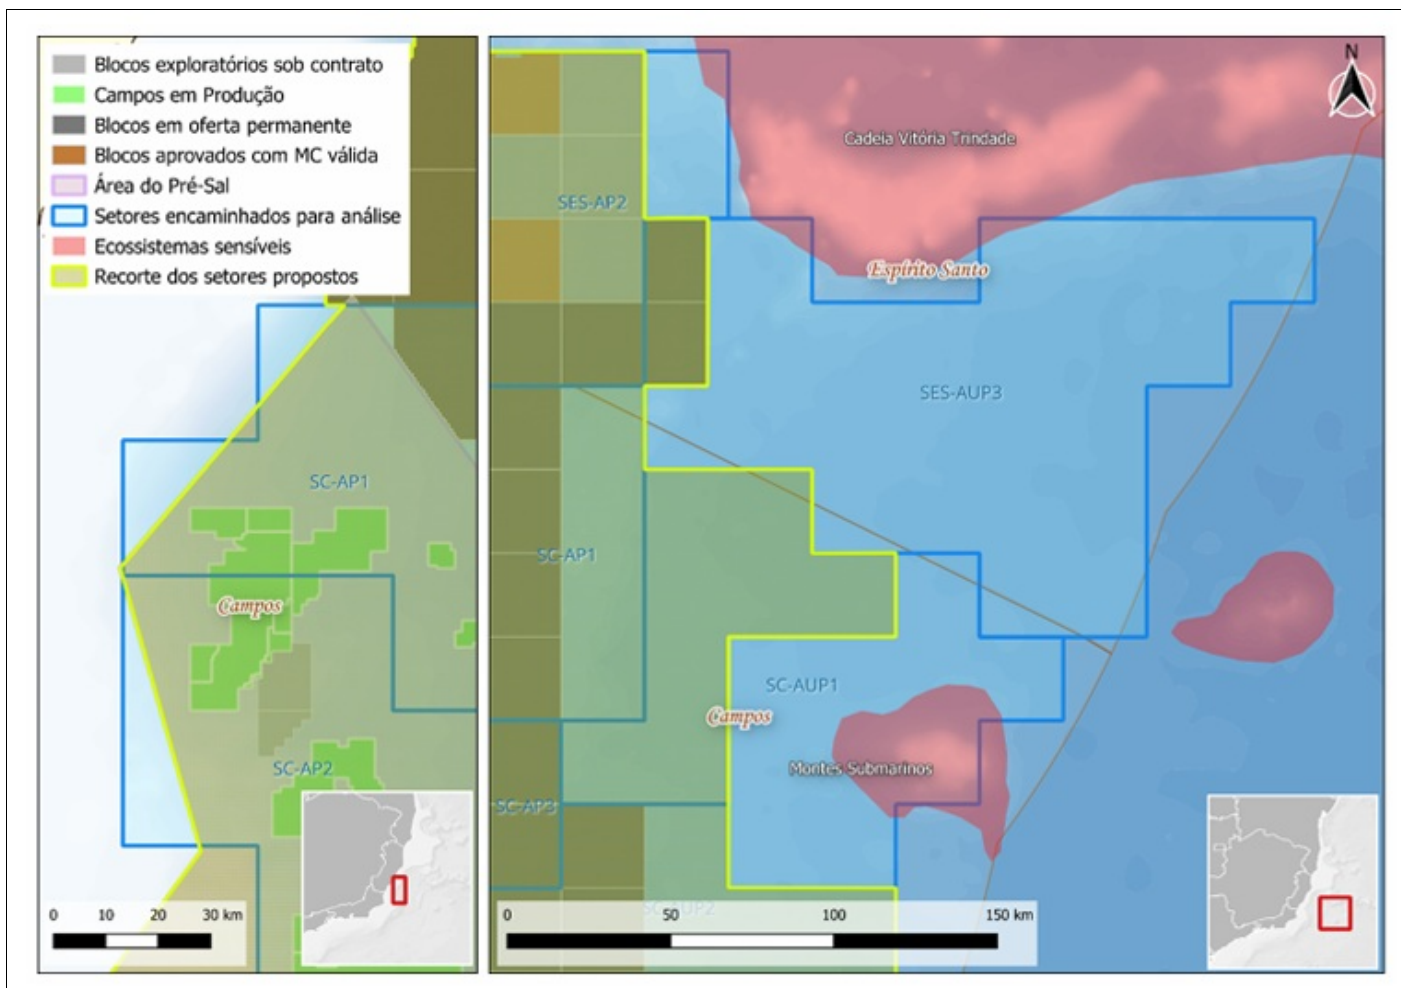 Blocos exploratórios sob contrato
Campos em Produção
Blocos em oferta permanente
Blocos aprovados com MC válida
Área do Pré-Sal
Setores encaminhados para análise
Ecossistemas sensíveis
Recorte dos setores propostos
SC-AP1
Campos
SC-AP2
0 10 20 30 km
N
Cadeia Vitória Trindade
SES-AP2
Espírito Santo
SES-AUP3
SC-AP1
SC-AUP1
Campos
Montes Submarinos
SC-AP3
SC-AUP2
0 50 100 150 km